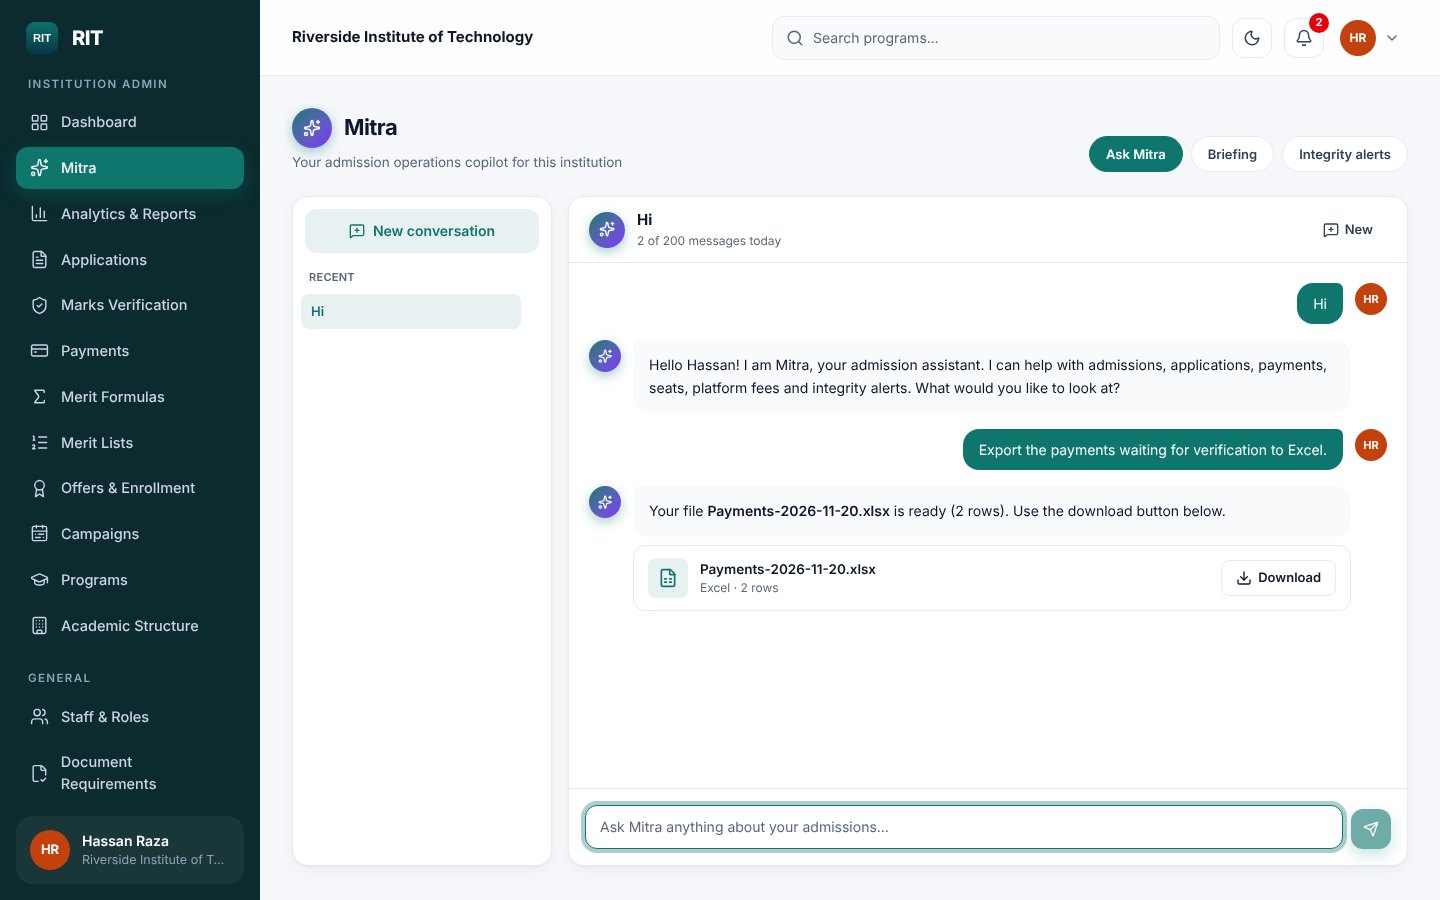 RIT
RIT
INSTITUTION ADMIN
Dashboard
Mitra
Analytics & Reports
Applications
Marks Verification
Payments
Merit Formulas
Merit Lists
Offers & Enrollment
Campaigns
Programs
Academic Structure
GENERAL
Staff & Roles
Document
Requirements
HR
Hassan Raza
Riverside Institute of T...
Riverside Institute of Technology
Search programs...
2
HR
Mitra
Your admission operations copilot for this institution
Ask Mitra
Briefing
Integrity alerts
New conversation
RECENT
Hi
Hi
2 of 200 messages today
New
Hi
HR
Hello Hassan! I am Mitra, your admission assistant. I can help with admissions, applications, payments,
seats, platform fees and integrity alerts. What would you like to look at?
Export the payments waiting for verification to Excel.
HR
Your file Payments-2026-11-20.xlsx is ready (2 rows). Use the download button below.
Payments-2026-11-20.xlsx
Excel · 2 rows
Download
Ask Mitra anything about your admissions...